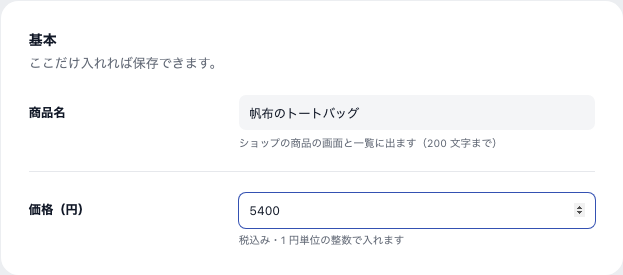 基本
ここだけ入れれば保存できます。
商品名
帆布のトートバッグ
ショップの商品の画面と一覧に出ます（200 文字まで）
価格（円）
5400
税込み・1 円単位の整数で入れます